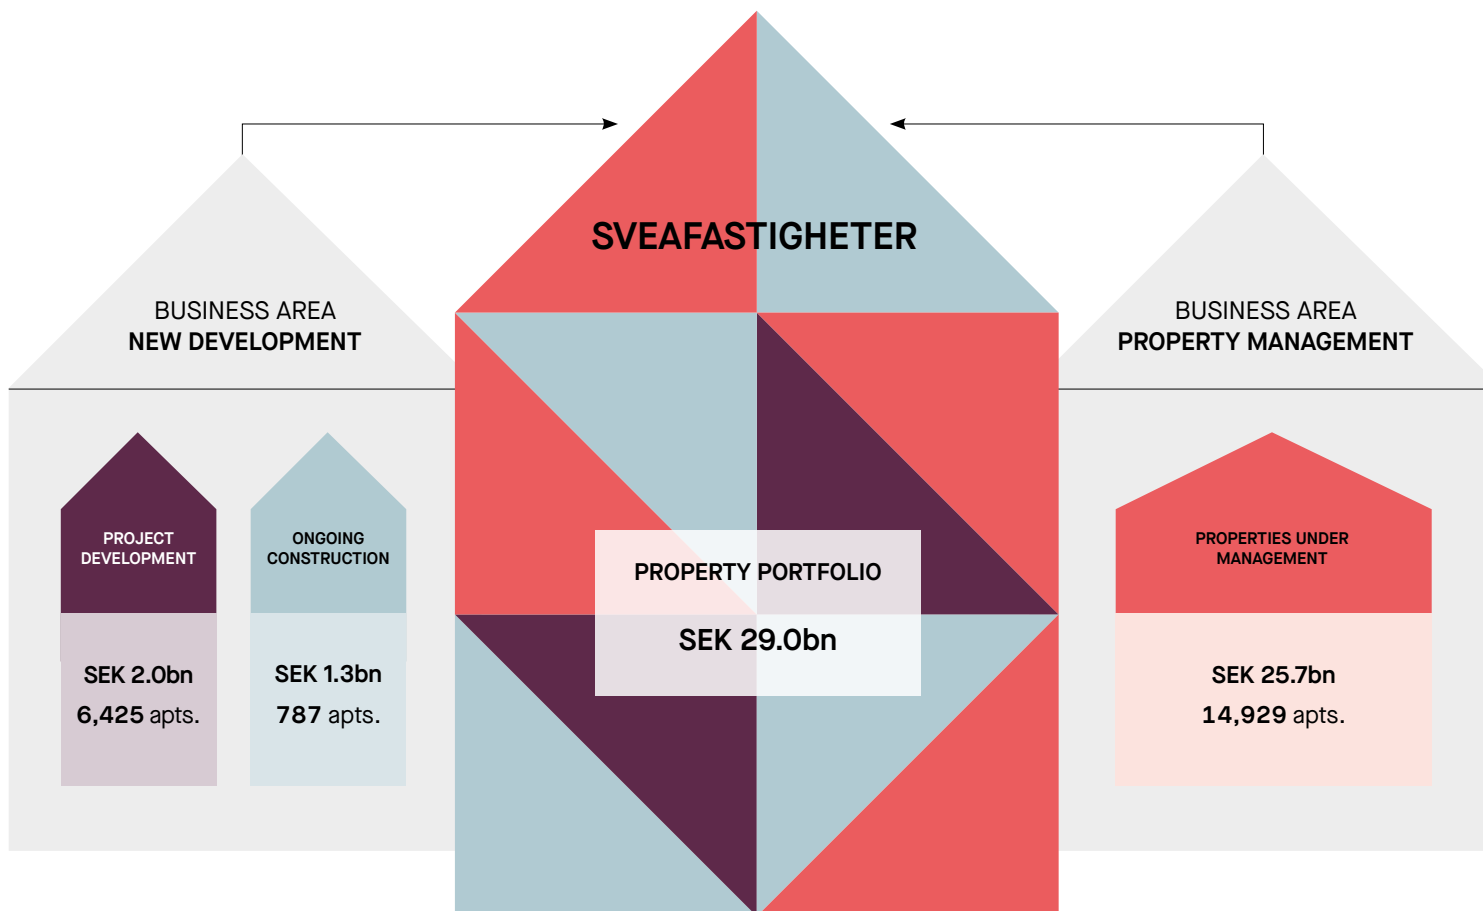 SVEAFASTIGHETER
BUSINESS AREA
NEW DEVELOPMENT
PROJECT
DEVELOPMENT
SEK 2.0bn
6,425 apts.
ONGOING
CONSTRUCTION
SEK 1.3bn
787 apts.
PROPERTY PORTFOLIO
SEK 29.0bn
BUSINESS AREA
PROPERTY MANAGEMENT
PROPERTIES UNDER
MANAGEMENT
SEK 25.7bn
14,929 apts.